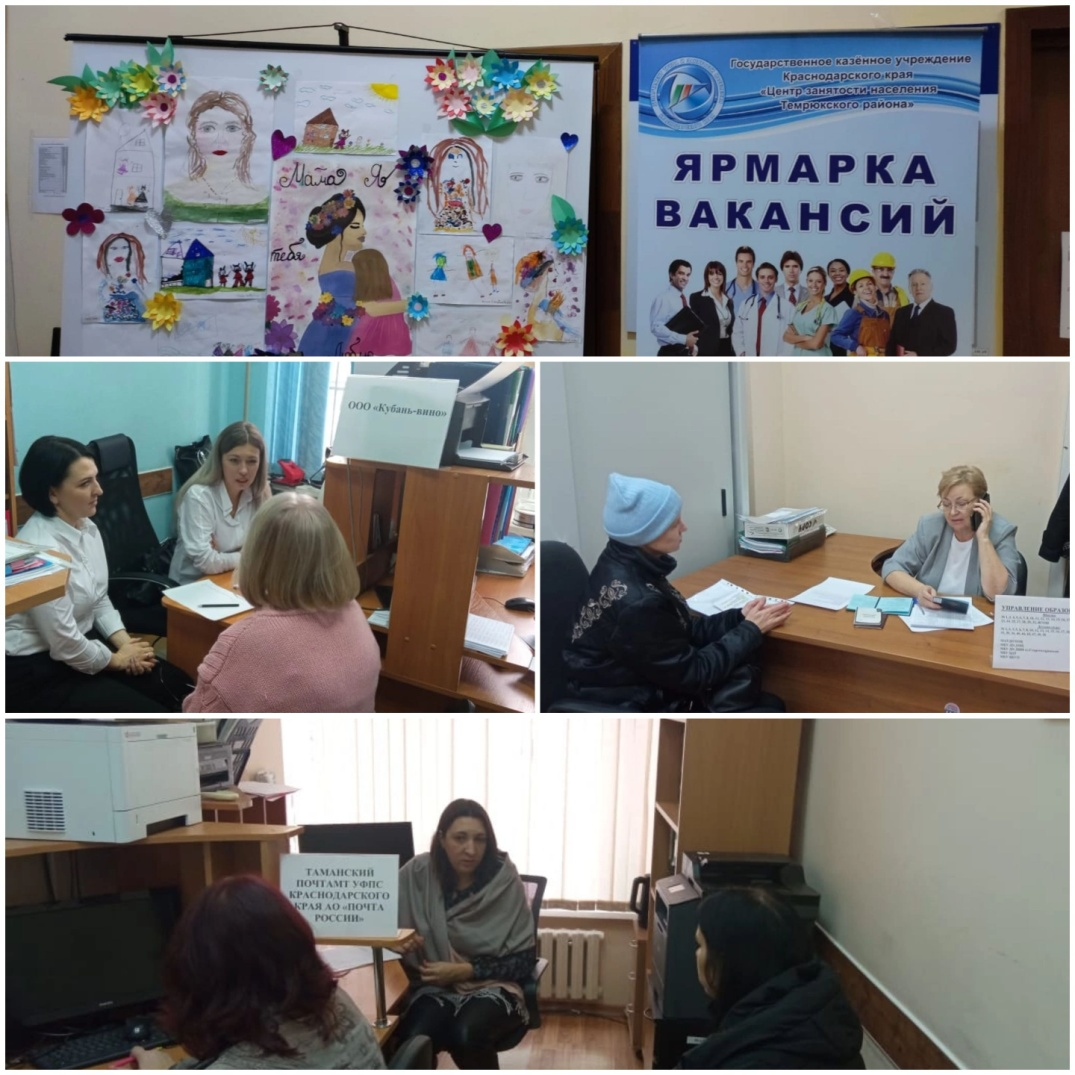 Мама Я
тебя
Люблю
Государственное казённое учреждение
Краснодарского края
«Центр занятости населения
Темрюкского района»
ЯРМАРКА
ВАКАНСИЙ
ООО «Кубань-вино»
УПРАВЛЕНИЕ ОБРАЗО
ТАМАНСКИЙ
ПОЧТАМТ УФПС
КРАСНОДАРСКОГО
КРАЯ АО «ПОЧТА
РОССИИ»